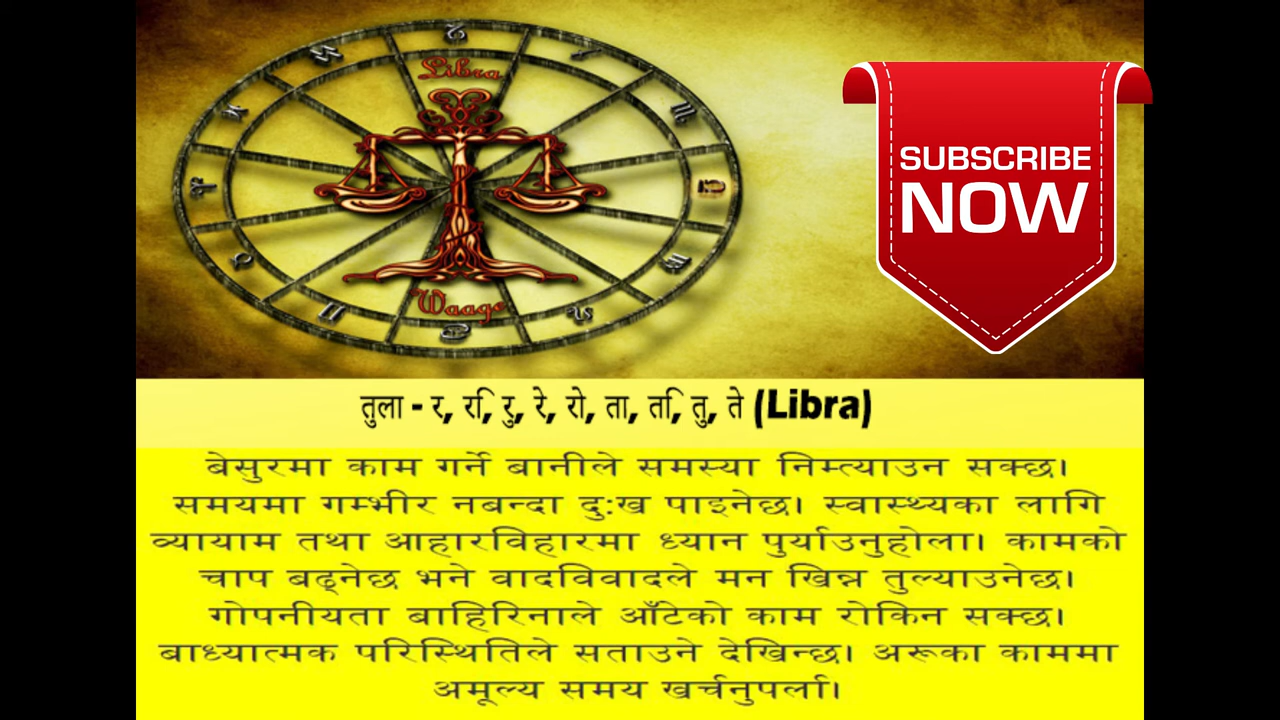 Libra
Waage
SUBSCRIBE
NOW
तुला - र, रि, रु, रे, रो, ता, ति, तु, ते (Libra)
बेसुरमा काम गर्ने बानीले समस्या निम्त्याउन सक्छ।
समयमा गम्भीर नबन्दा दु:ख पाइनेछ। स्वास्थ्यका लागि
व्यायाम तथा आहारविहारमा ध्यान पुर्याउनुहोला। कामको
चाप बढ्नेछ भने वादविवादले मन खिन्न तुल्याउनेछ।
गोपनीयता बाहिरिनाले आँटेको काम रोकिन सक्छ।
बाध्यात्मक परिस्थितिले सताउने देखिन्छ। अरूका काममा
अमूल्य समय खर्चनुपर्ला।